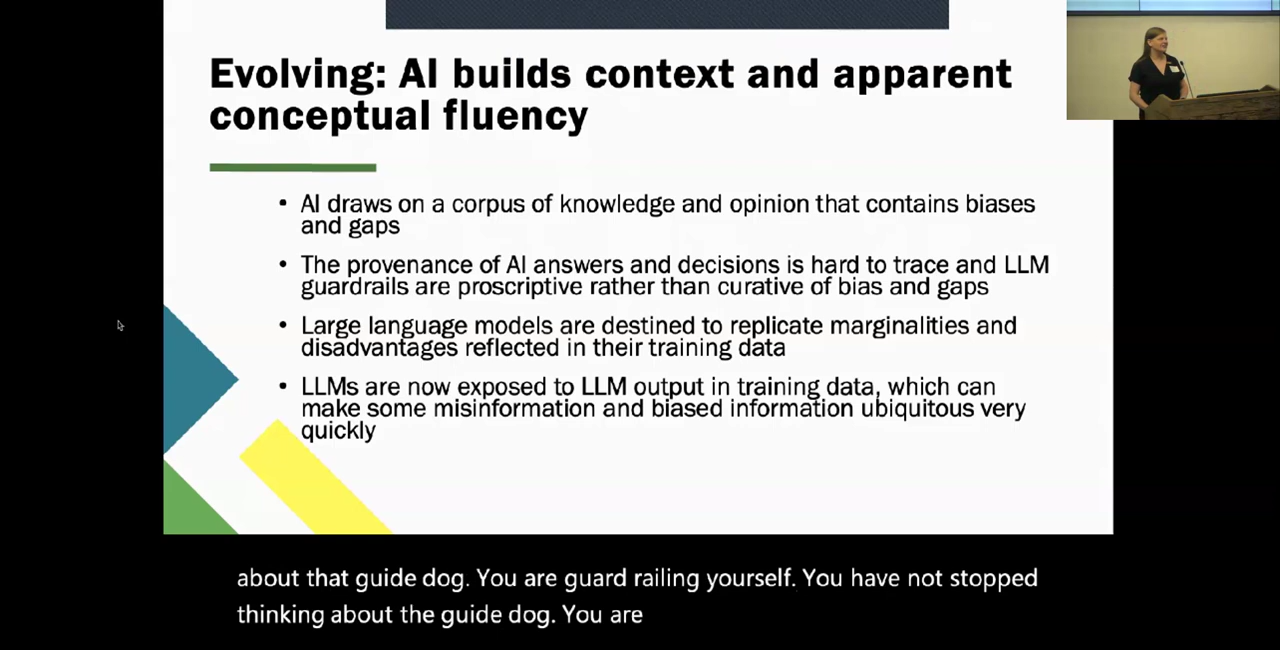 Evolving: AI builds context and apparent
conceptual fluency
• AI draws on a corpus of knowledge and opinion that contains biases
and gaps
• The provenance of AI answers and decisions is hard to trace and LLM
guardrails are proscriptive rather than curative of bias and gaps
• Large language models are destined to replicate marginalities and
disadvantages reflected in their training data
• LLMs are now exposed to LLM output in training data, which can
make some misinformation and biased information ubiquitous very
quickly
about that guide dog. You are guard railing yourself. You have not stopped
thinking about the guide dog. You are